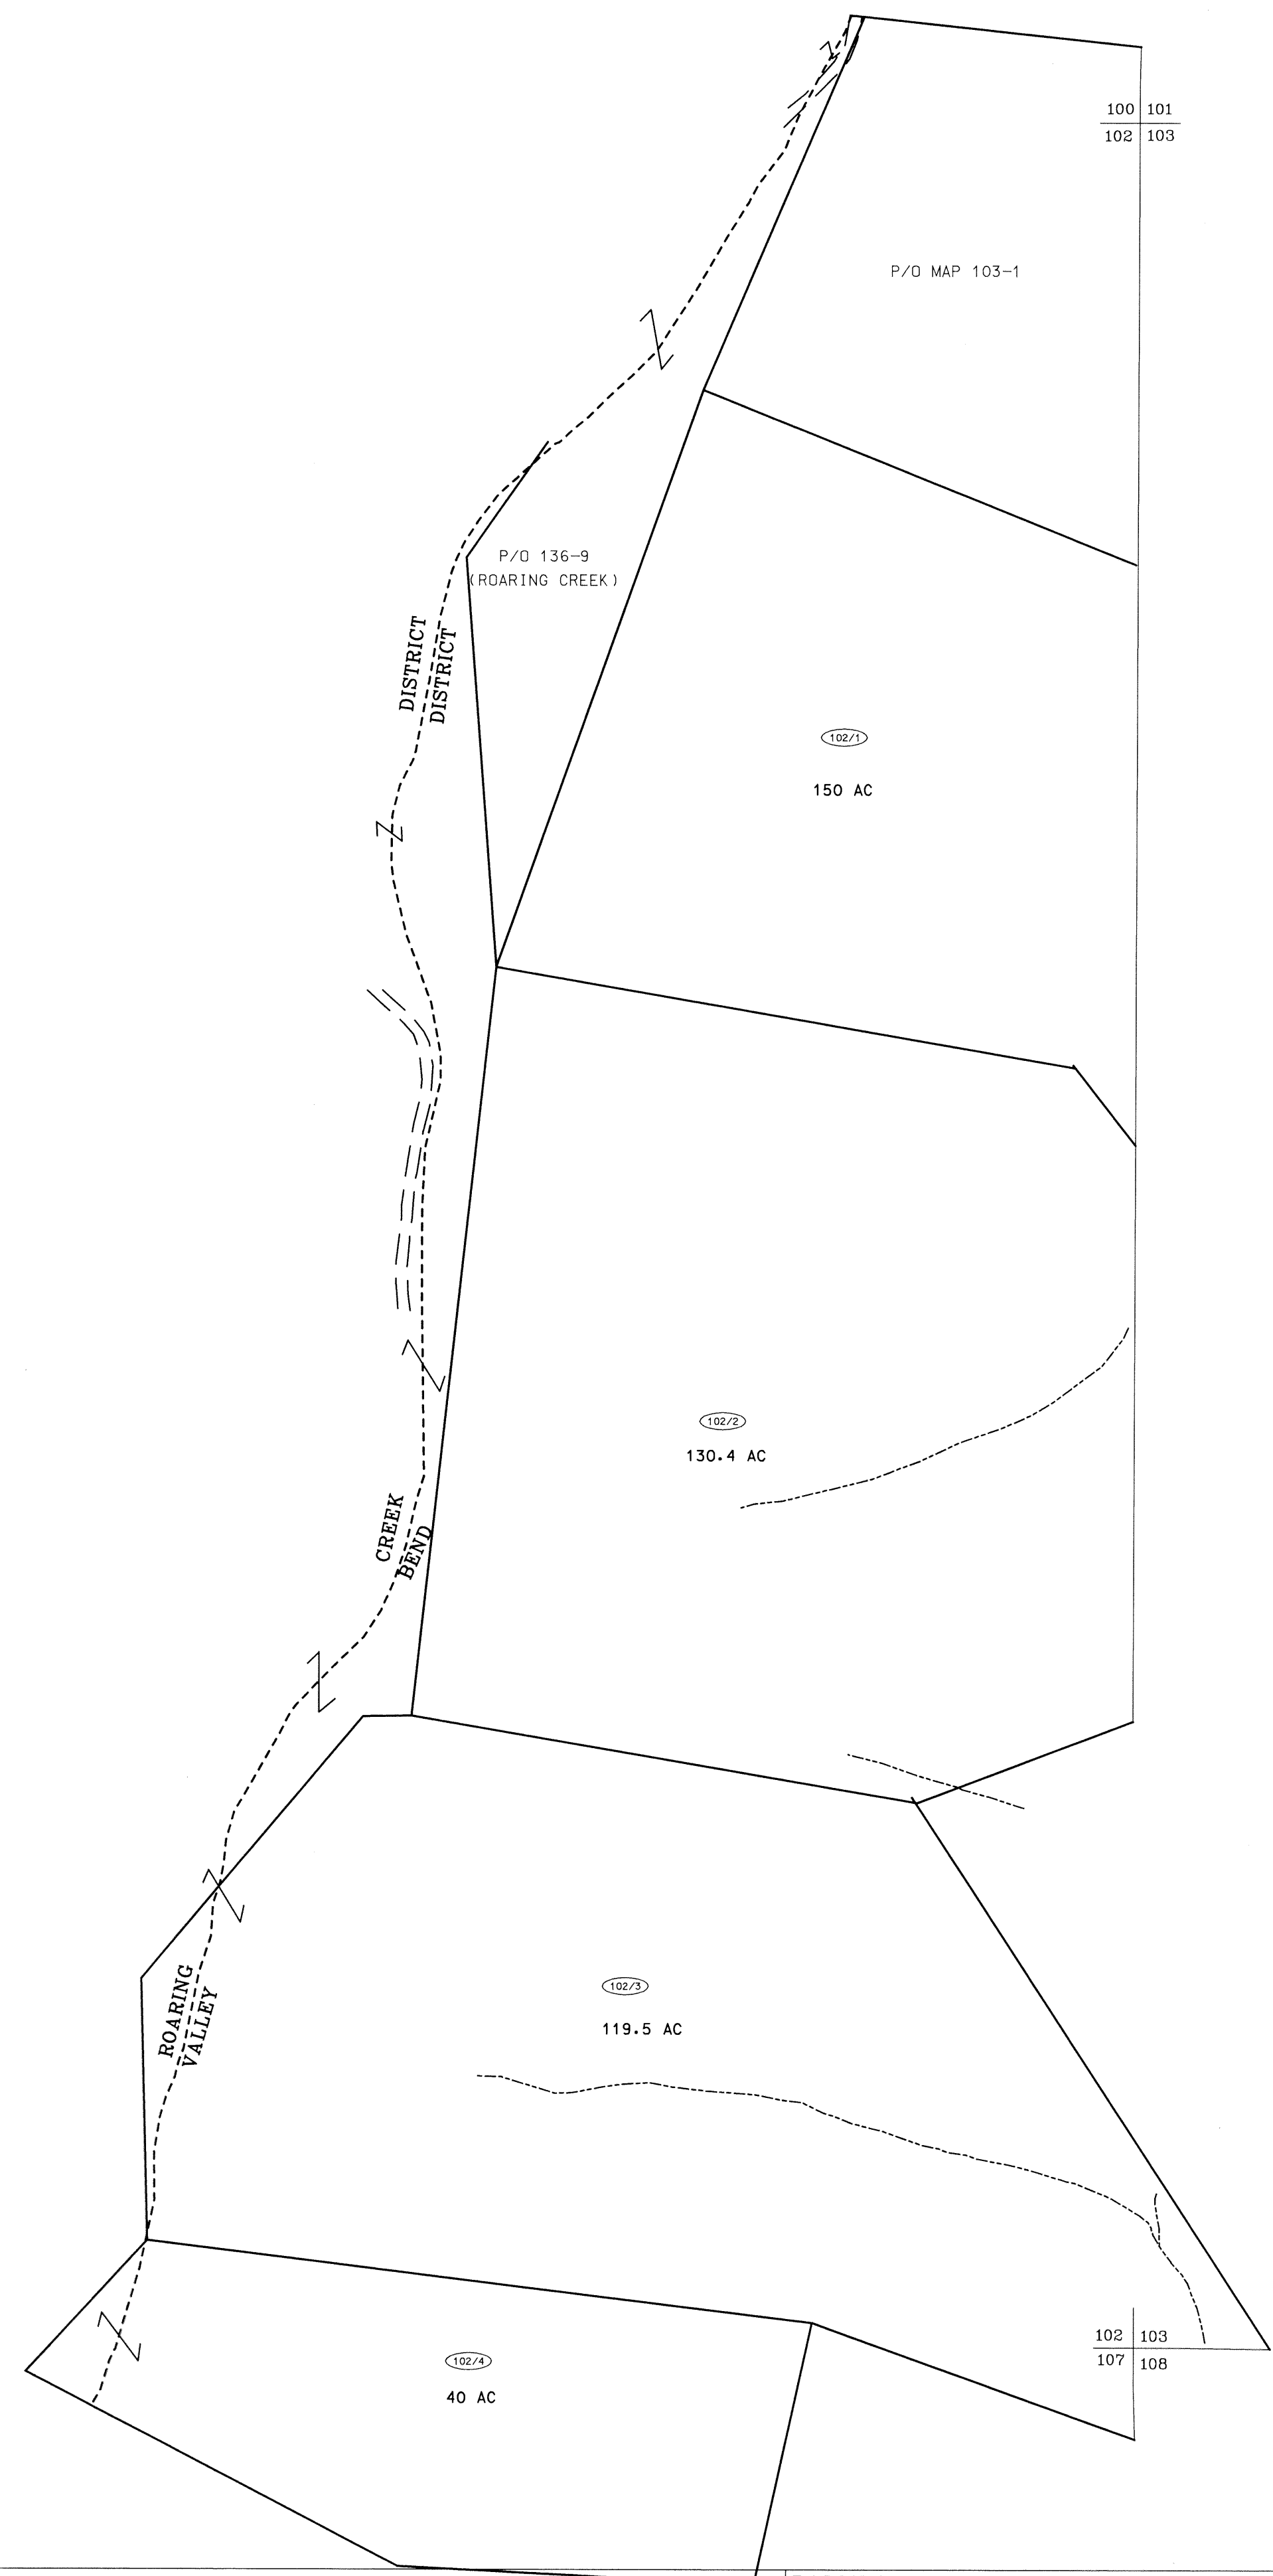 100 101
102 103
P/O MAP 103-1
P/O 136-9
(ROARING CREEK)
DISTRICT
DISTRICT
102/1
150 AC
102/2
130.4 AC
CREEK
BEND
102/3
119.5 AC
ROARING
VALLEY
102 103
107 108
102/4
40 AC